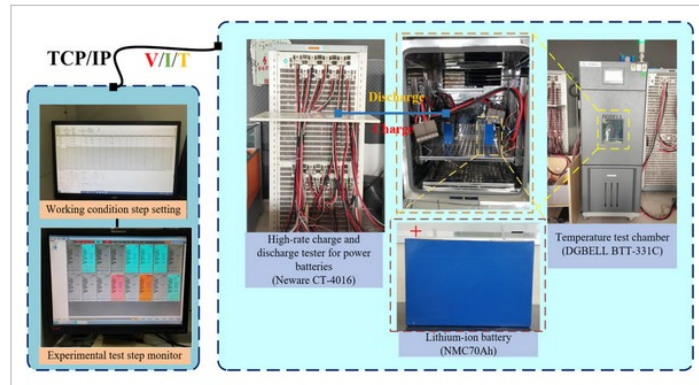 TCP/IP
V/I/T
Working condition step setting
Experimental test step monitor
Discharge
Charge
High-rate charge and
discharge tester for power
batteries
(Neware CT-4016)
+
−
Lithium-ion battery
(NMC70Ah)
Temperature test chamber
(DGBELL BTT-331C)